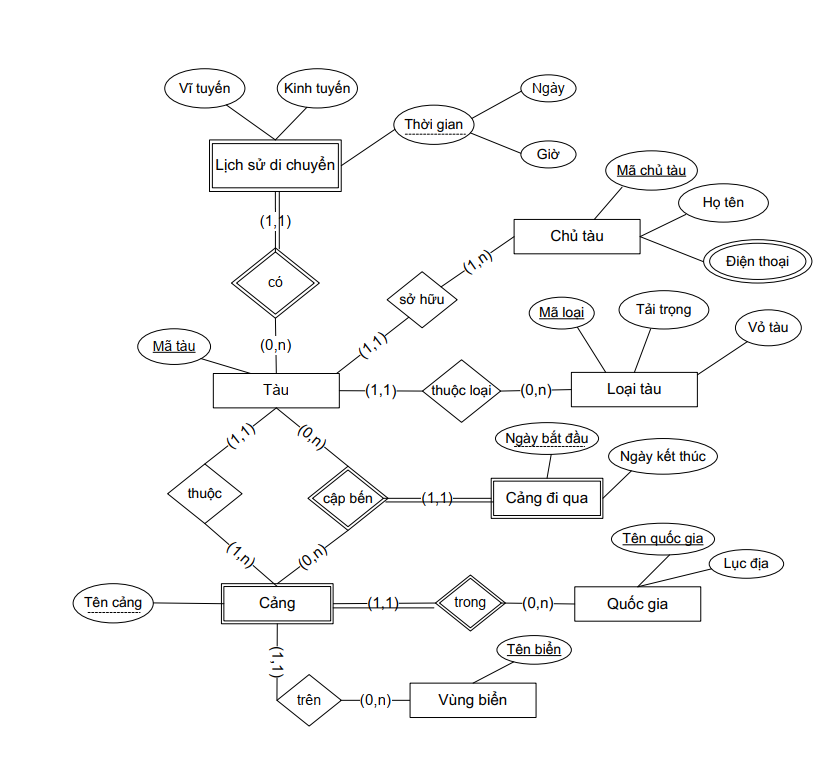 Vĩ tuyến
Kinh tuyến
Ngày
Thời gian
Giờ
Lịch sử di chuyển
Mã chủ tàu
Họ tên
(1,1)
Chủ tàu
Điện thoại
(1,n)
có
sở hữu
Mã loại
Tải trọng
Vỏ tàu
Mã tàu
(0,n)
(1,1)
Tàu
(1,1)
thuộc loại
(0,n)
Loại tàu
(1,1)
(0,n)
Ngày bắt đầu
Ngày kết thúc
thuộc
cập bến
(1,1)
Cảng đi qua
(1,n)
(0,n)
Tên quốc gia
Lục địa
Tên cảng
Cảng
(1,1)
trong
(0,n)
Quốc gia
(1,1)
Tên biển
trên
(0,n)
Vùng biển